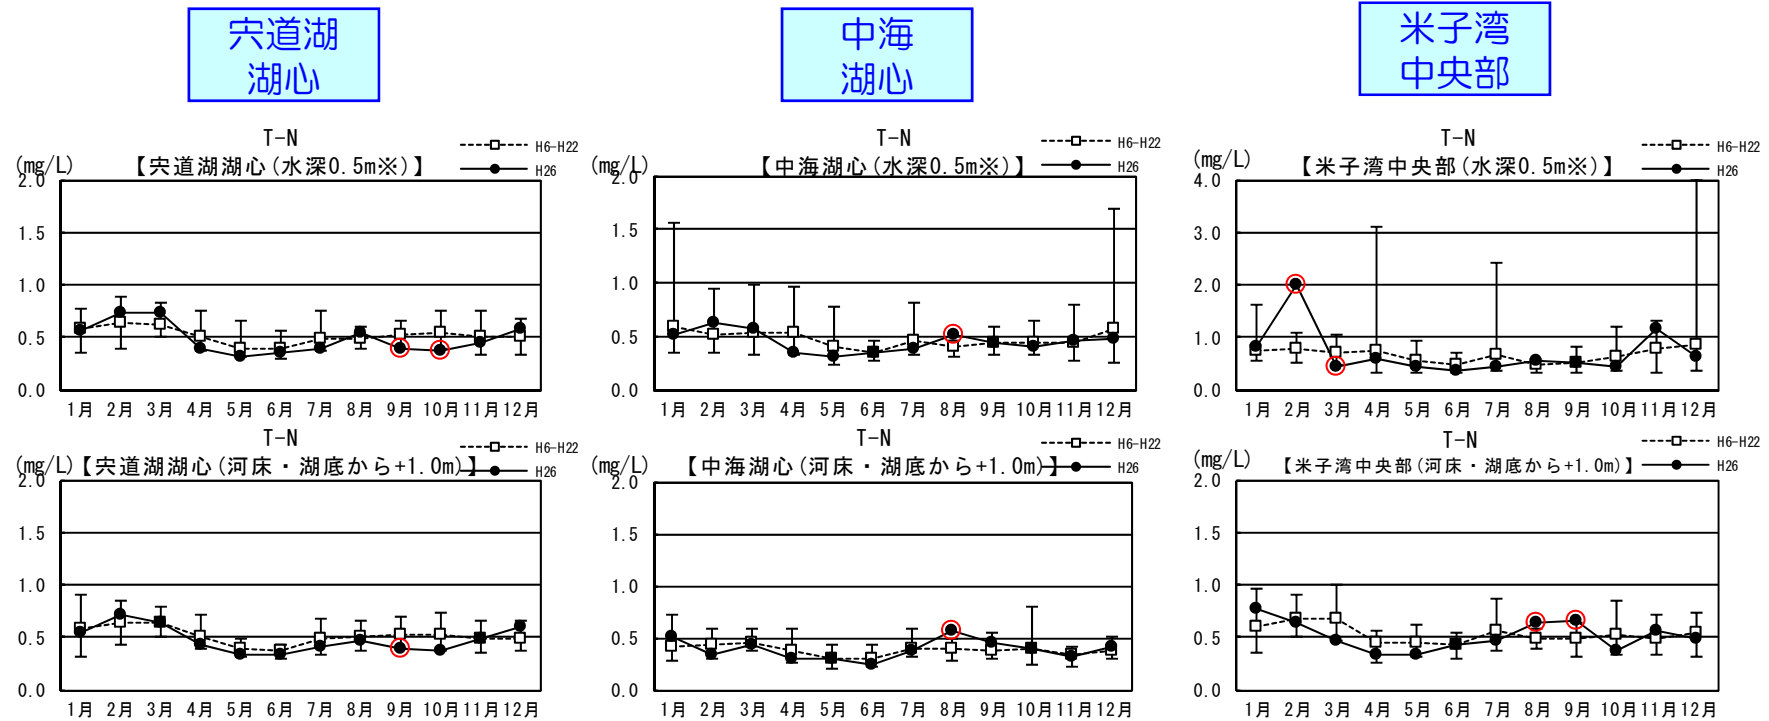 宍道湖
湖心
中海
湖心
米子湾
中央部
T-N
【宍道湖湖心(水深0.5m※)】
(mg/L)
H6-H22
H26
2.0
1.5
1.0
0.5
0.0
1月 2月 3月 4月 5月 6月 7月 8月 9月 10月 11月 12月
T-N
【中海湖心(水深0.5m※)】
(mg/L)
H6-H22
H26
2.0
1.5
1.0
0.5
0.0
1月 2月 3月 4月 5月 6月 7月 8月 9月 10月 11月 12月
T-N
【米子湾中央部(水深0.5m※)】
(mg/L)
H6-H22
H26
4.0
3.0
2.0
1.0
0.0
1月 2月 3月 4月 5月 6月 7月 8月 9月 10月 11月 12月
T-N
【宍道湖湖心(河床・湖底から+1.0m)】
(mg/L)
H6-H22
H26
2.0
1.5
1.0
0.5
0.0
1月 2月 3月 4月 5月 6月 7月 8月 9月 10月 11月 12月
T-N
【中海湖心(河床・湖底から+1.0m)】
(mg/L)
H6-H22
H26
2.0
1.5
1.0
0.5
0.0
1月 2月 3月 4月 5月 6月 7月 8月 9月 10月 11月 12月
T-N
【米子湾中央部(河床・湖底から+1.0m)】
(mg/L)
H6-H22
H26
2.0
1.5
1.0
0.5
0.0
1月 2月 3月 4月 5月 6月 7月 8月 9月 10月 11月 12月